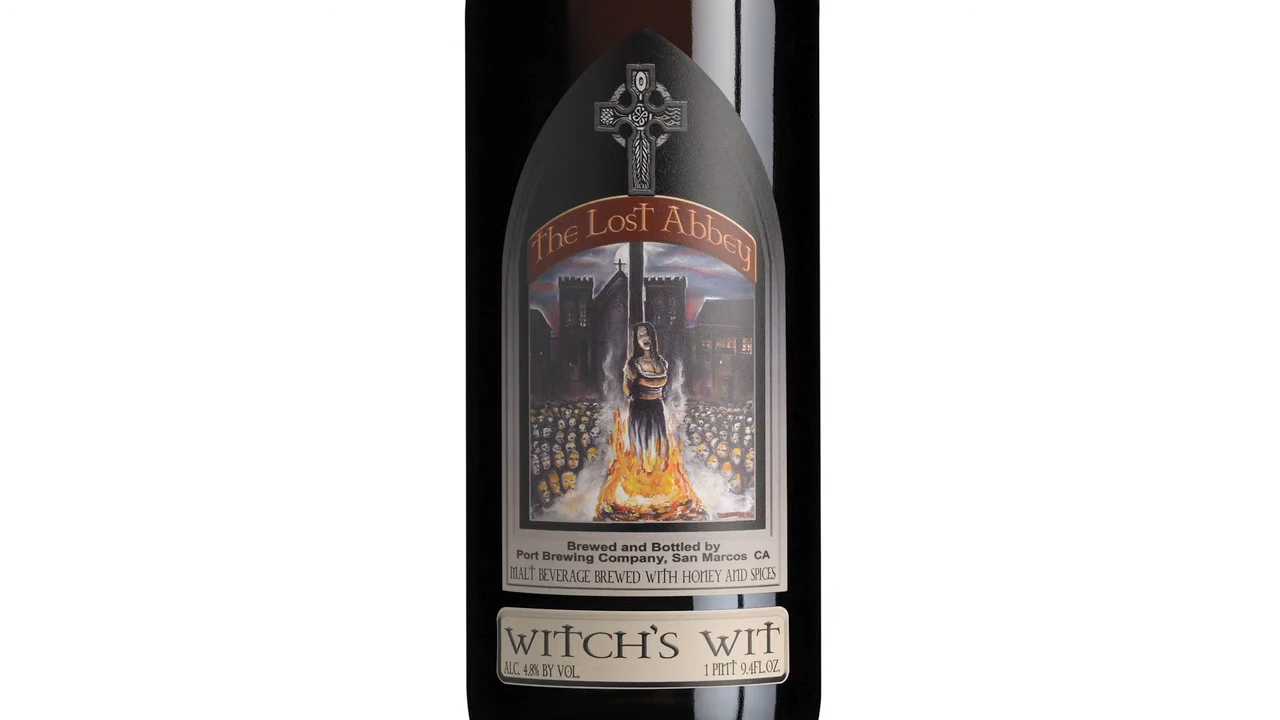 The Lost Abbey
Brewed and Bottled by
Port Brewing Company, San Marcos CA
MALT BEVERAGE BREWED WITH HONEY AND SPICES
WITCH'S WIT
ALC. 4.8% BY VOL. 1 PINT 9.4FL.OZ.